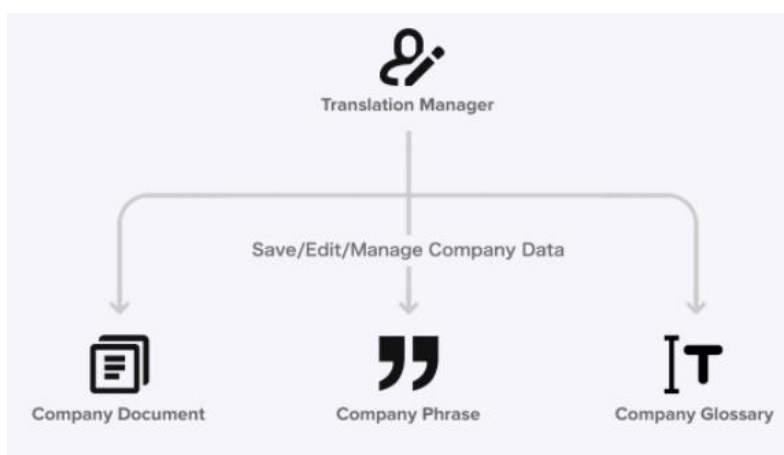 Translation Manager
Save/Edit/Manage Company Data
Company Document
Company Phrase
Company Glossary